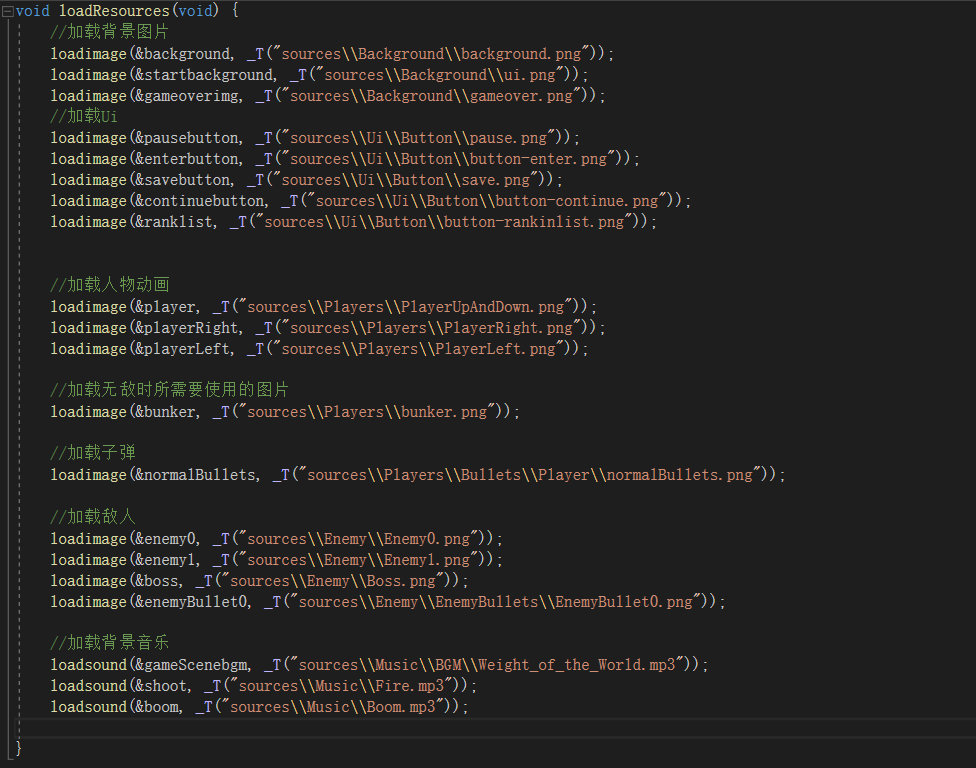 void loadResources(void) {
//加载背景图片
loadimage(&background, _T("sources\\Background\\background.png"));
loadimage(&startbackground, _T("sources\\Background\\ui.png"));
loadimage(&gameoverimg, _T("sources\\Background\\gameover.png"));
//加载Ui
loadimage(&pausebutton, _T("sources\\Ui\\Button\\pause.png"));
loadimage(&enterbutton, _T("sources\\Ui\\Button\\button-enter.png"));
loadimage(&savebutton, _T("sources\\Ui\\Button\\save.png"));
loadimage(&continuebutton, _T("sources\\Ui\\Button\\button-continue.png"));
loadimage(&ranklist, _T("sources\\Ui\\Button\\button-rankinlist.png"));
//加载人物动画
loadimage(&player, _T("sources\\Players\\PlayerUpAndDown.png"));
loadimage(&playerRight, _T("sources\\Players\\PlayerRight.png"));
loadimage(&playerLeft, _T("sources\\Players\\PlayerLeft.png"));
//加载无敌时所需要使用的图片
loadimage(&bunker, _T("sources\\Players\\bunker.png"));
//加载子弹
loadimage(&normalBullets, _T("sources\\Players\\Bullets\\Player\\normalBullets.png"));
//加载敌人
loadimage(&enemy0, _T("sources\\Enemy\\Enemy0.png"));
loadimage(&enemy1, _T("sources\\Enemy\\Enemy1.png"));
loadimage(&boss, _T("sources\\Enemy\\Boss.png"));
loadimage(&enemyBullet0, _T("sources\\Enemy\\EnemyBullets\\EnemyBullet0.png"));
//加载背景音乐
loadsound(&gameScenebgm, _T("sources\\Music\\BGM\\Weight_of_the_World.mp3"));
loadsound(&shoot, _T("sources\\Music\\Fire.mp3"));
loadsound(&boom, _T("sources\\Music\\Boom.mp3"));
}